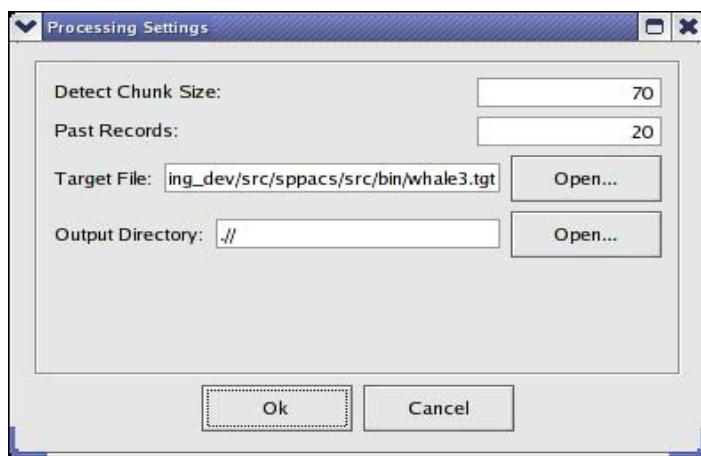 Processing Settings
Detect Chunk Size: 70
Past Records: 20
Target File: ing_dev/src/sppacs/src/bin/whale3.tgt Open...
Output Directory: .// Open...
Ok Cancel